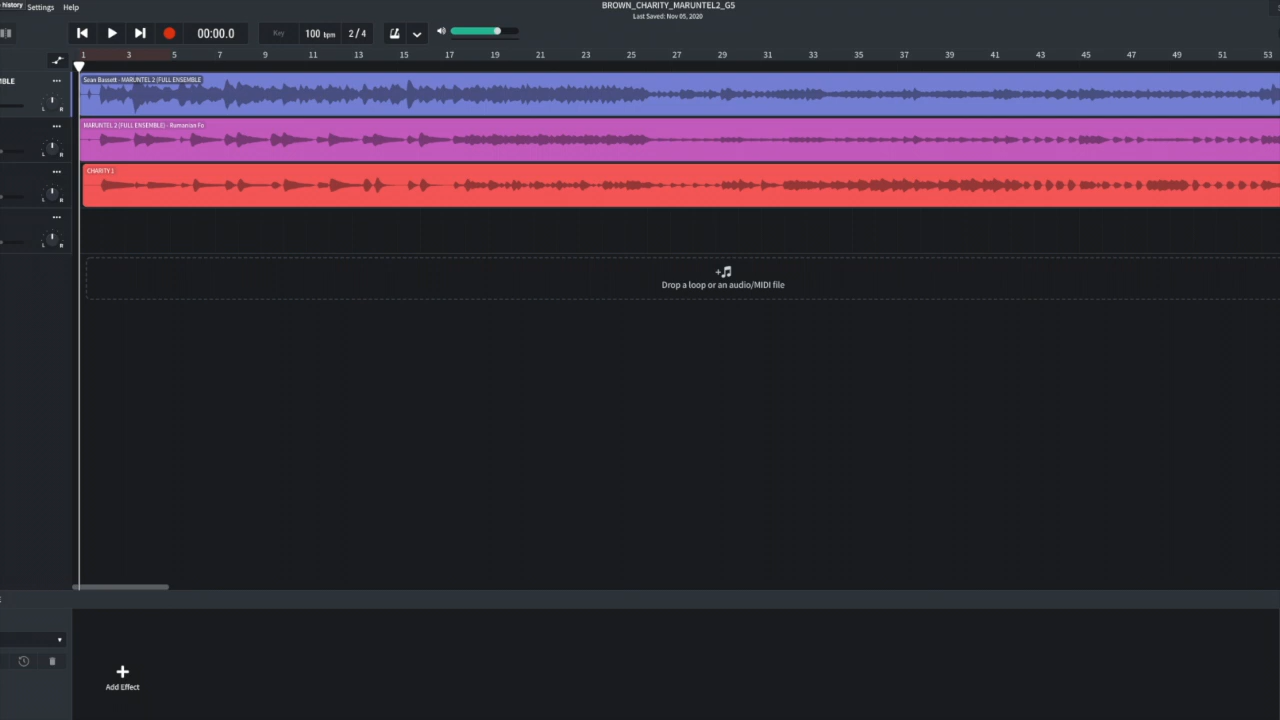 history
Settings Help
BROWN_CHARITY_MARUNTEL2_G5
Last Saved: Nov 05, 2020
00:00.0
Key
100 bpm
2/4
1 3 5 7 9 11 13 15 17 19 21 23 25 27 29 31 33 35 37 39 41 43 45 47 49 51 53
MBLE
L R
Sean Bassett - MARUNTEL 2 (FULL ENSEMBLE
L R
MARUNTEL 2 (FULL ENSEMBLE) - Rumanian Fo
L R
CHARITY 1
L R
Drop a loop or an audio/MIDI file
Add Effect